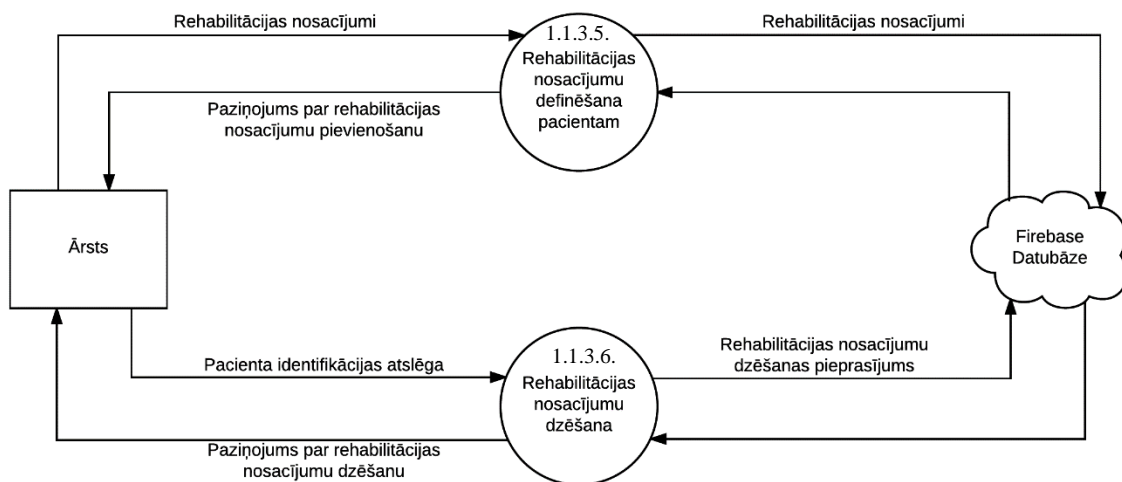 Rehabilitācijas nosacījumi
Rehabilitācijas nosacījumi
1.1.3.5.
Rehabilitācijas
nosacījumu
definēšana
pacientam
Paziņojums par rehabilitācijas
nosacījumu pievienošanu
Ārsts
Firebase
Datubāze
Pacienta identifikācijas atslēga
1.1.3.6.
Rehabilitācijas
nosacījumu
dzēšana
Rehabilitācijas nosacījumu
dzēšanas pieprasījums
Paziņojums par rehabilitācijas
nosacījumu dzēšanu